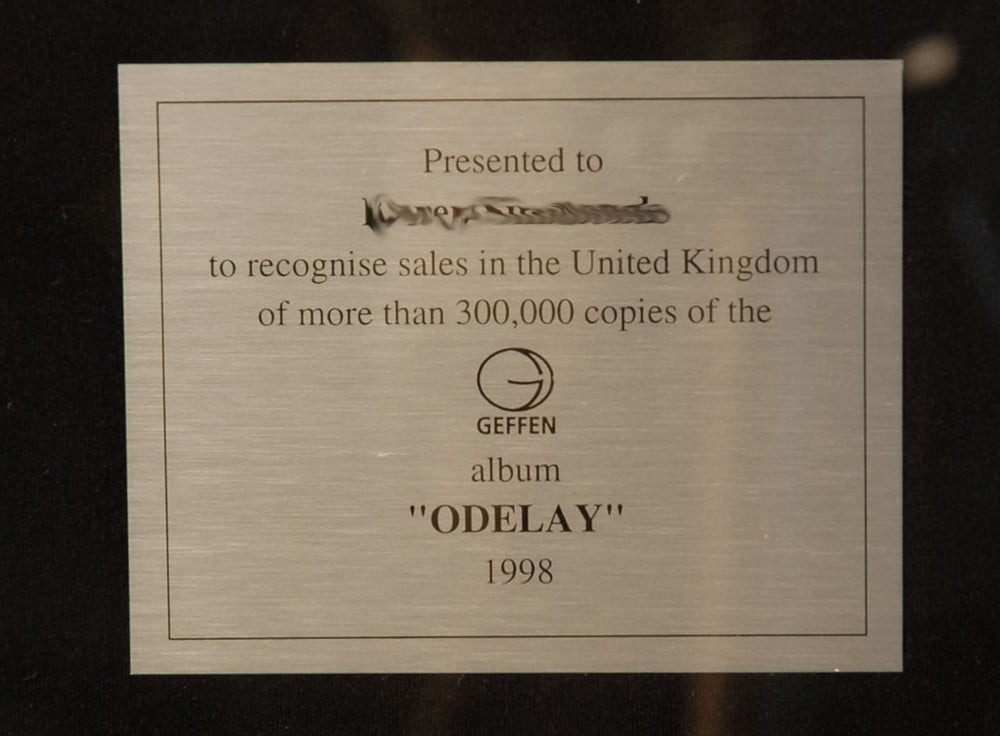 Presented to
to recognise sales in the United Kingdom
of more than 300,000 copies of the
GEFFEN
album
"ODELAY"
1998